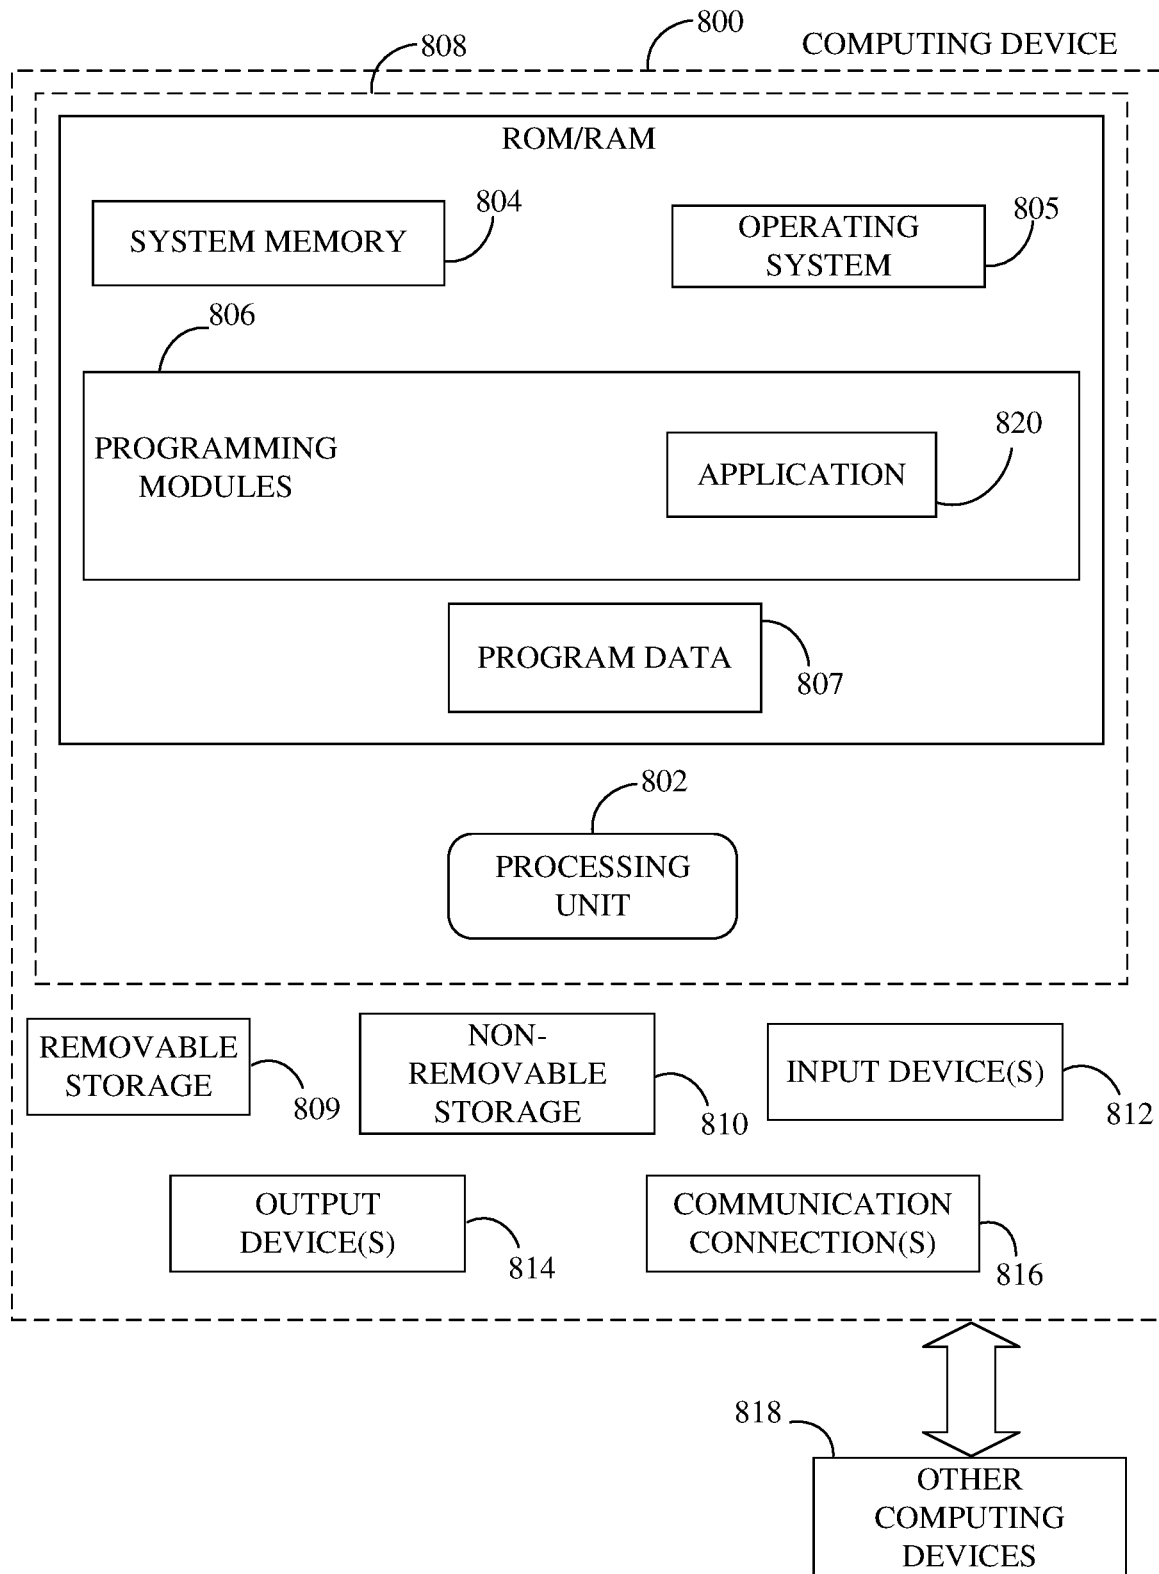 800
COMPUTING DEVICE
808
ROM/RAM
804
SYSTEM MEMORY
805
OPERATING
SYSTEM
806
PROGRAMMING
MODULES
820
APPLICATION
PROGRAM DATA
807
802
PROCESSING
UNIT
REMOVABLE
STORAGE
809
NON-
REMOVABLE
STORAGE
810
INPUT DEVICE(S)
812
OUTPUT
DEVICE(S)
814
COMMUNICATION
CONNECTION(S)
816
818
OTHER
COMPUTING
DEVICES